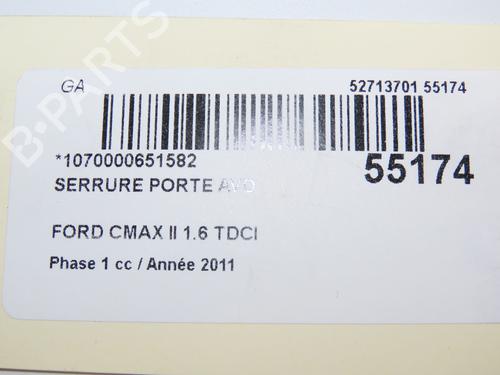 GA
52713701 55174
*1070000651582
55174
SERRURE PORTE AVD
FORD CMAX II 1.6 TDCI
Phase 1 cc / Année 2011
B-PARTS